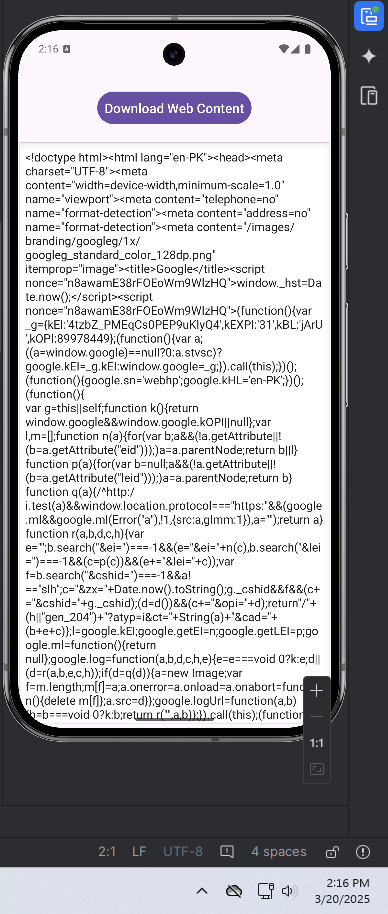 2:16
Download Web Content
<!doctype html><html lang="en-PK"><head><meta
charset="UTF-8"><meta
content="width=device-width,minimum-scale=1.0"
name="viewport"><meta content="telephone=no"
name="format-detection"><meta content="address=no"
name="format-detection"><meta content="/images/
branding/googleg/1x/
googleg_standard_color_128dp.png"
itemprop="image"><title>Google</title><script
nonce="n8awamE38rFOEoWm9WIzHQ">window._hst=Da
te.now();</script><script
nonce="n8awamE38rFOEoWm9WIzHQ">(function(){var
_g={kEI:'4tzbZ_PMEqCs0PEP9uKIyQ4',kEXPI:'31',kBL:'jArU
',kOPI:89978449};(function(){var a;
((a=window.google)==null?0:a.stvsc)?
google.kEI=_g.kEI:window.google=_g;}).call(this);})();
(function(){google.sn='webhp';google.kHL='en-PK';})();
(function(){
var g=this||self;function k(){return
window.google&&window.google.kOPI||null};var
l,m=[];function n(a){for(var b;a&&(!a.getAttribute||!
(b=a.getAttribute("eid")));)a=a.parentNode;return b||l}
function p(a){for(var b=null;a&&(!a.getAttribute||!
(b=a.getAttribute("leid")));)a=a.parentNode;return b}
function q(a){/^http:/
i.test(a)&&window.location.protocol==="https:"&&(google
.ml&&google.ml(Error("a"),!1,{src:a,glmm:1}),a="");return a}
function r(a,b,d,c,h){var
e="";b.search("&ei=")===-1&&(e="&ei="+n(c),b.search("&lei
=")===-1&&(c=p(c))&&(e+="&lei="+c));var
f=b.search("&cshid=")===-1&&a!
=="slh";c="&zx="+Date.now().toString();g._cshid&&f&&(c+
="&cshid="+g._cshid);(d=d())&&(c+="&opi="+d);return"/"+
(h||"gen_204")+"?atyp=i&ct="+String(a)+"&cad="+
(b+e+c)};l=google.kEI;google.getEI=n;google.getLEI=p;go
ogle.ml=function(){return
null};google.log=function(a,b,d,c,h,e){e=e===void 0?k:e;d||
(d=r(a,b,e,c,h));if(d=q(d)){a=new Image;var
f=m.length;m[f]=a;a.onerror=a.onload=a.onabort=func
n(){delete m[f]};a.src=d}};google.logUrl=function(a,b)
{b=b===void 0?k:b;return r("",a,b)};}).call(this);(function
1:1
2:1 LF UTF-8 4 spaces
2:16 PM
3/20/2025